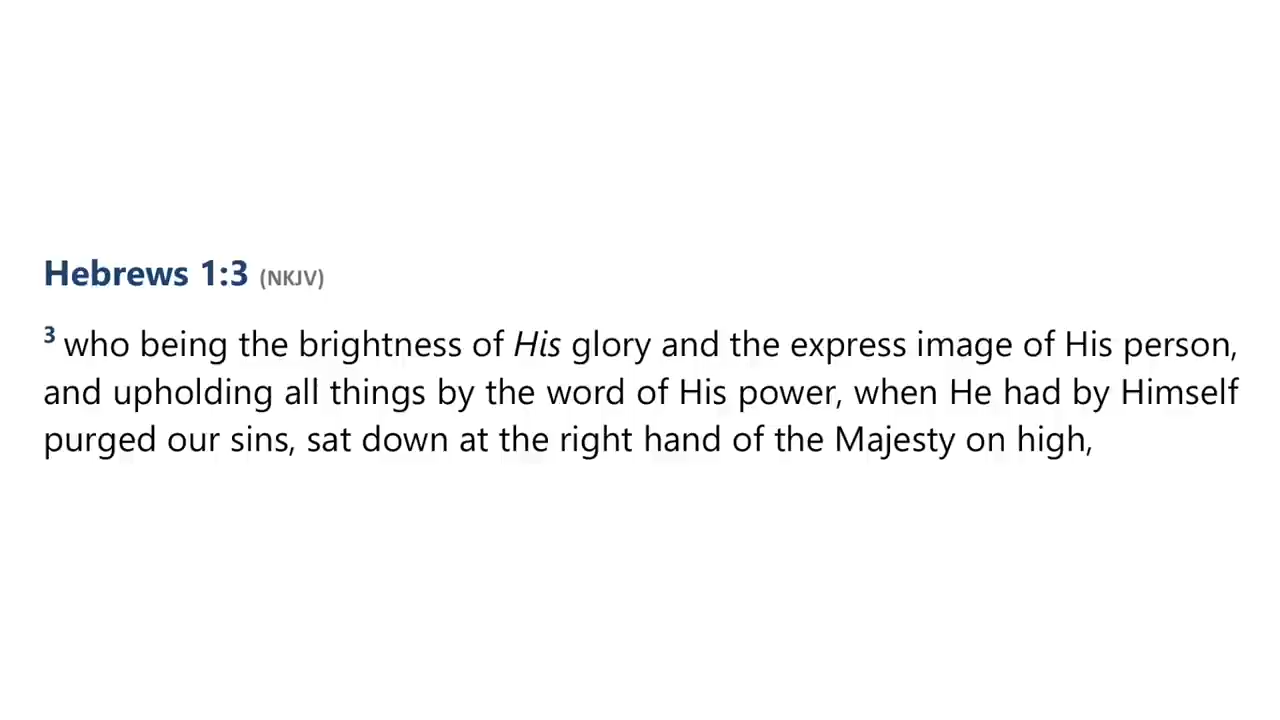 Hebrews 1:3 (NKJV)
3 who being the brightness of His glory and the express image of His person,
and upholding all things by the word of His power, when He had by Himself
purged our sins, sat down at the right hand of the Majesty on high,